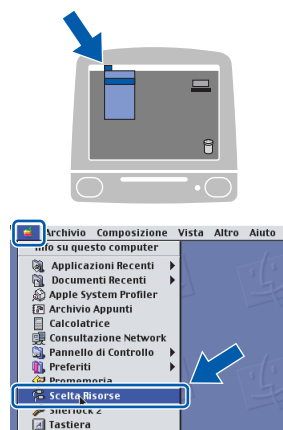 Archivio Composizione Vista Altro Aiuto
Info su questo computer
Applicazioni Recenti
Documenti Recenti
Apple System Profiler
Archivio Appunti
Calcolatrice
Consultazione Network
Pannello di Controllo
Preferiti
Promemoria
Scelta Risorse
Sherlock 2
Tastiera